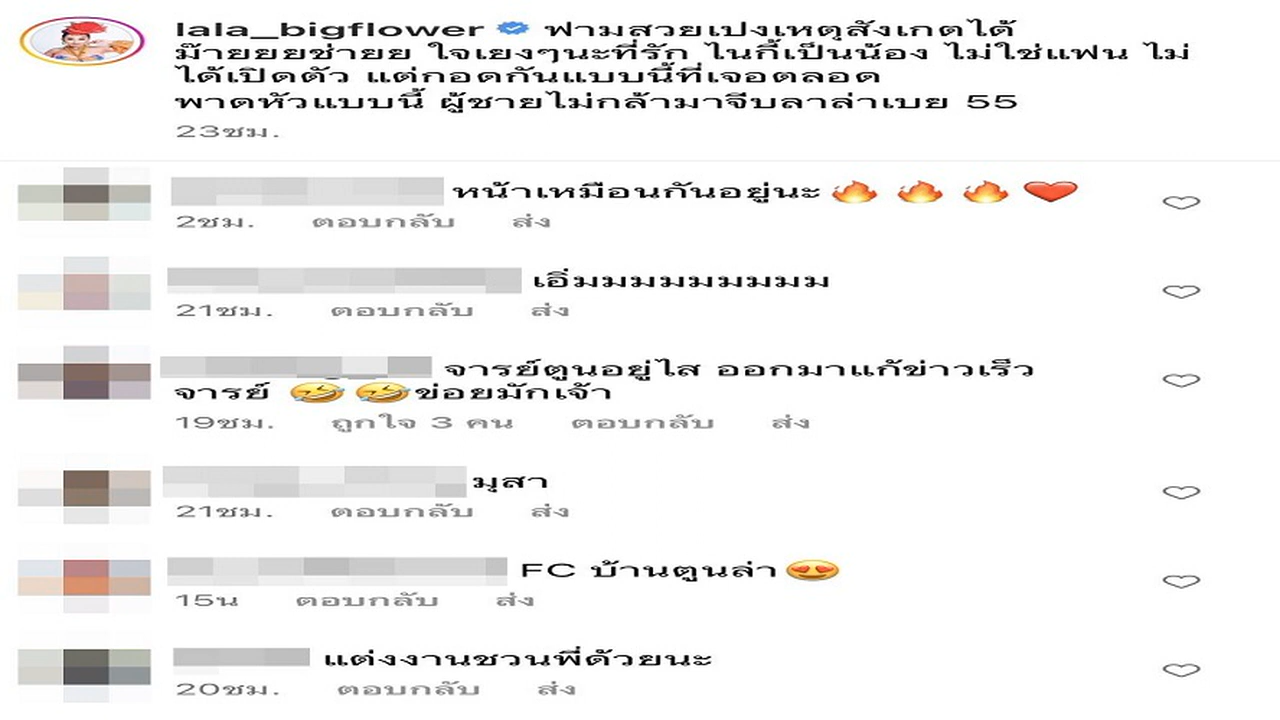 lala_bigflower ฟามสวยเปงเหตุสังเกตได้
ม๊ายยยช่ายย ใจเยงๆนะที่รัก ไนกี้เป็นน้อง ไม่ใช่แฟน ไม่
ได้เปิดตัว แต่กอดกันแบบนี้ที่เจอตลอด
พาดหัวแบบนี้ ผู้ชายไม่กล้ามาจีบลาล่าเบย 55
23ชม.
หน้าเหมือนกันอยู่นะ 🔥 🔥 🔥 ❤️
2ชม. ตอบกลับ ส่ง
เอิ่มมมมมมมมม
21ชม. ตอบกลับ ส่ง
จารย์ตูนอยู่ใส ออกมาแก้ข่าวเร็ว
จารย์ 🤣 🤣ข่อยมักเจ้า
19ชม. ถูกใจ 3 คน ตอบกลับ ส่ง
มุสา
21ชม. ตอบกลับ ส่ง
FC บ้านตูนล่า😍
15น ตอบกลับ ส่ง
แต่งงานชวนพี่ด้วยนะ
20ชม. ตอบกลับ ส่ง